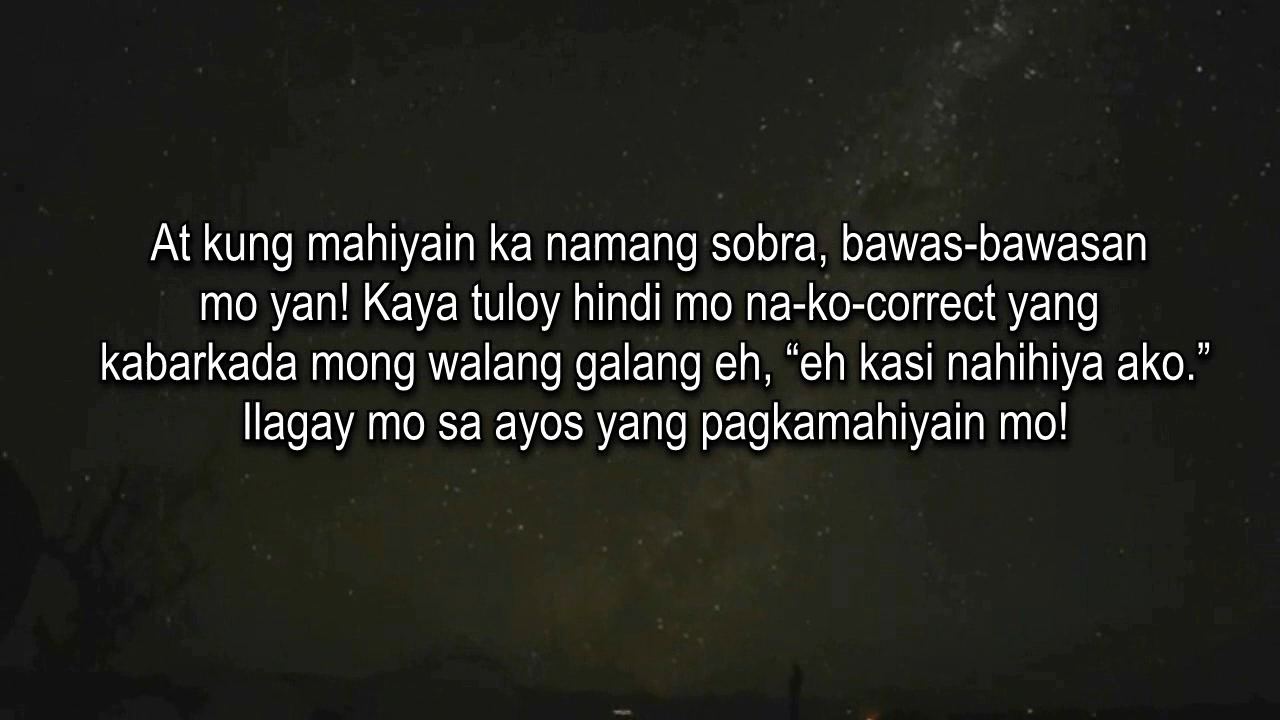 At kung mahiyain ka namang sobra, bawas-bawasan
mo yan! Kaya tuloy hindi mo na-ko-correct yang
kabarkada mong walang galang eh, “eh kasi nahihiya ako.”
Ilagay mo sa ayos yang pagkamahiyain mo!